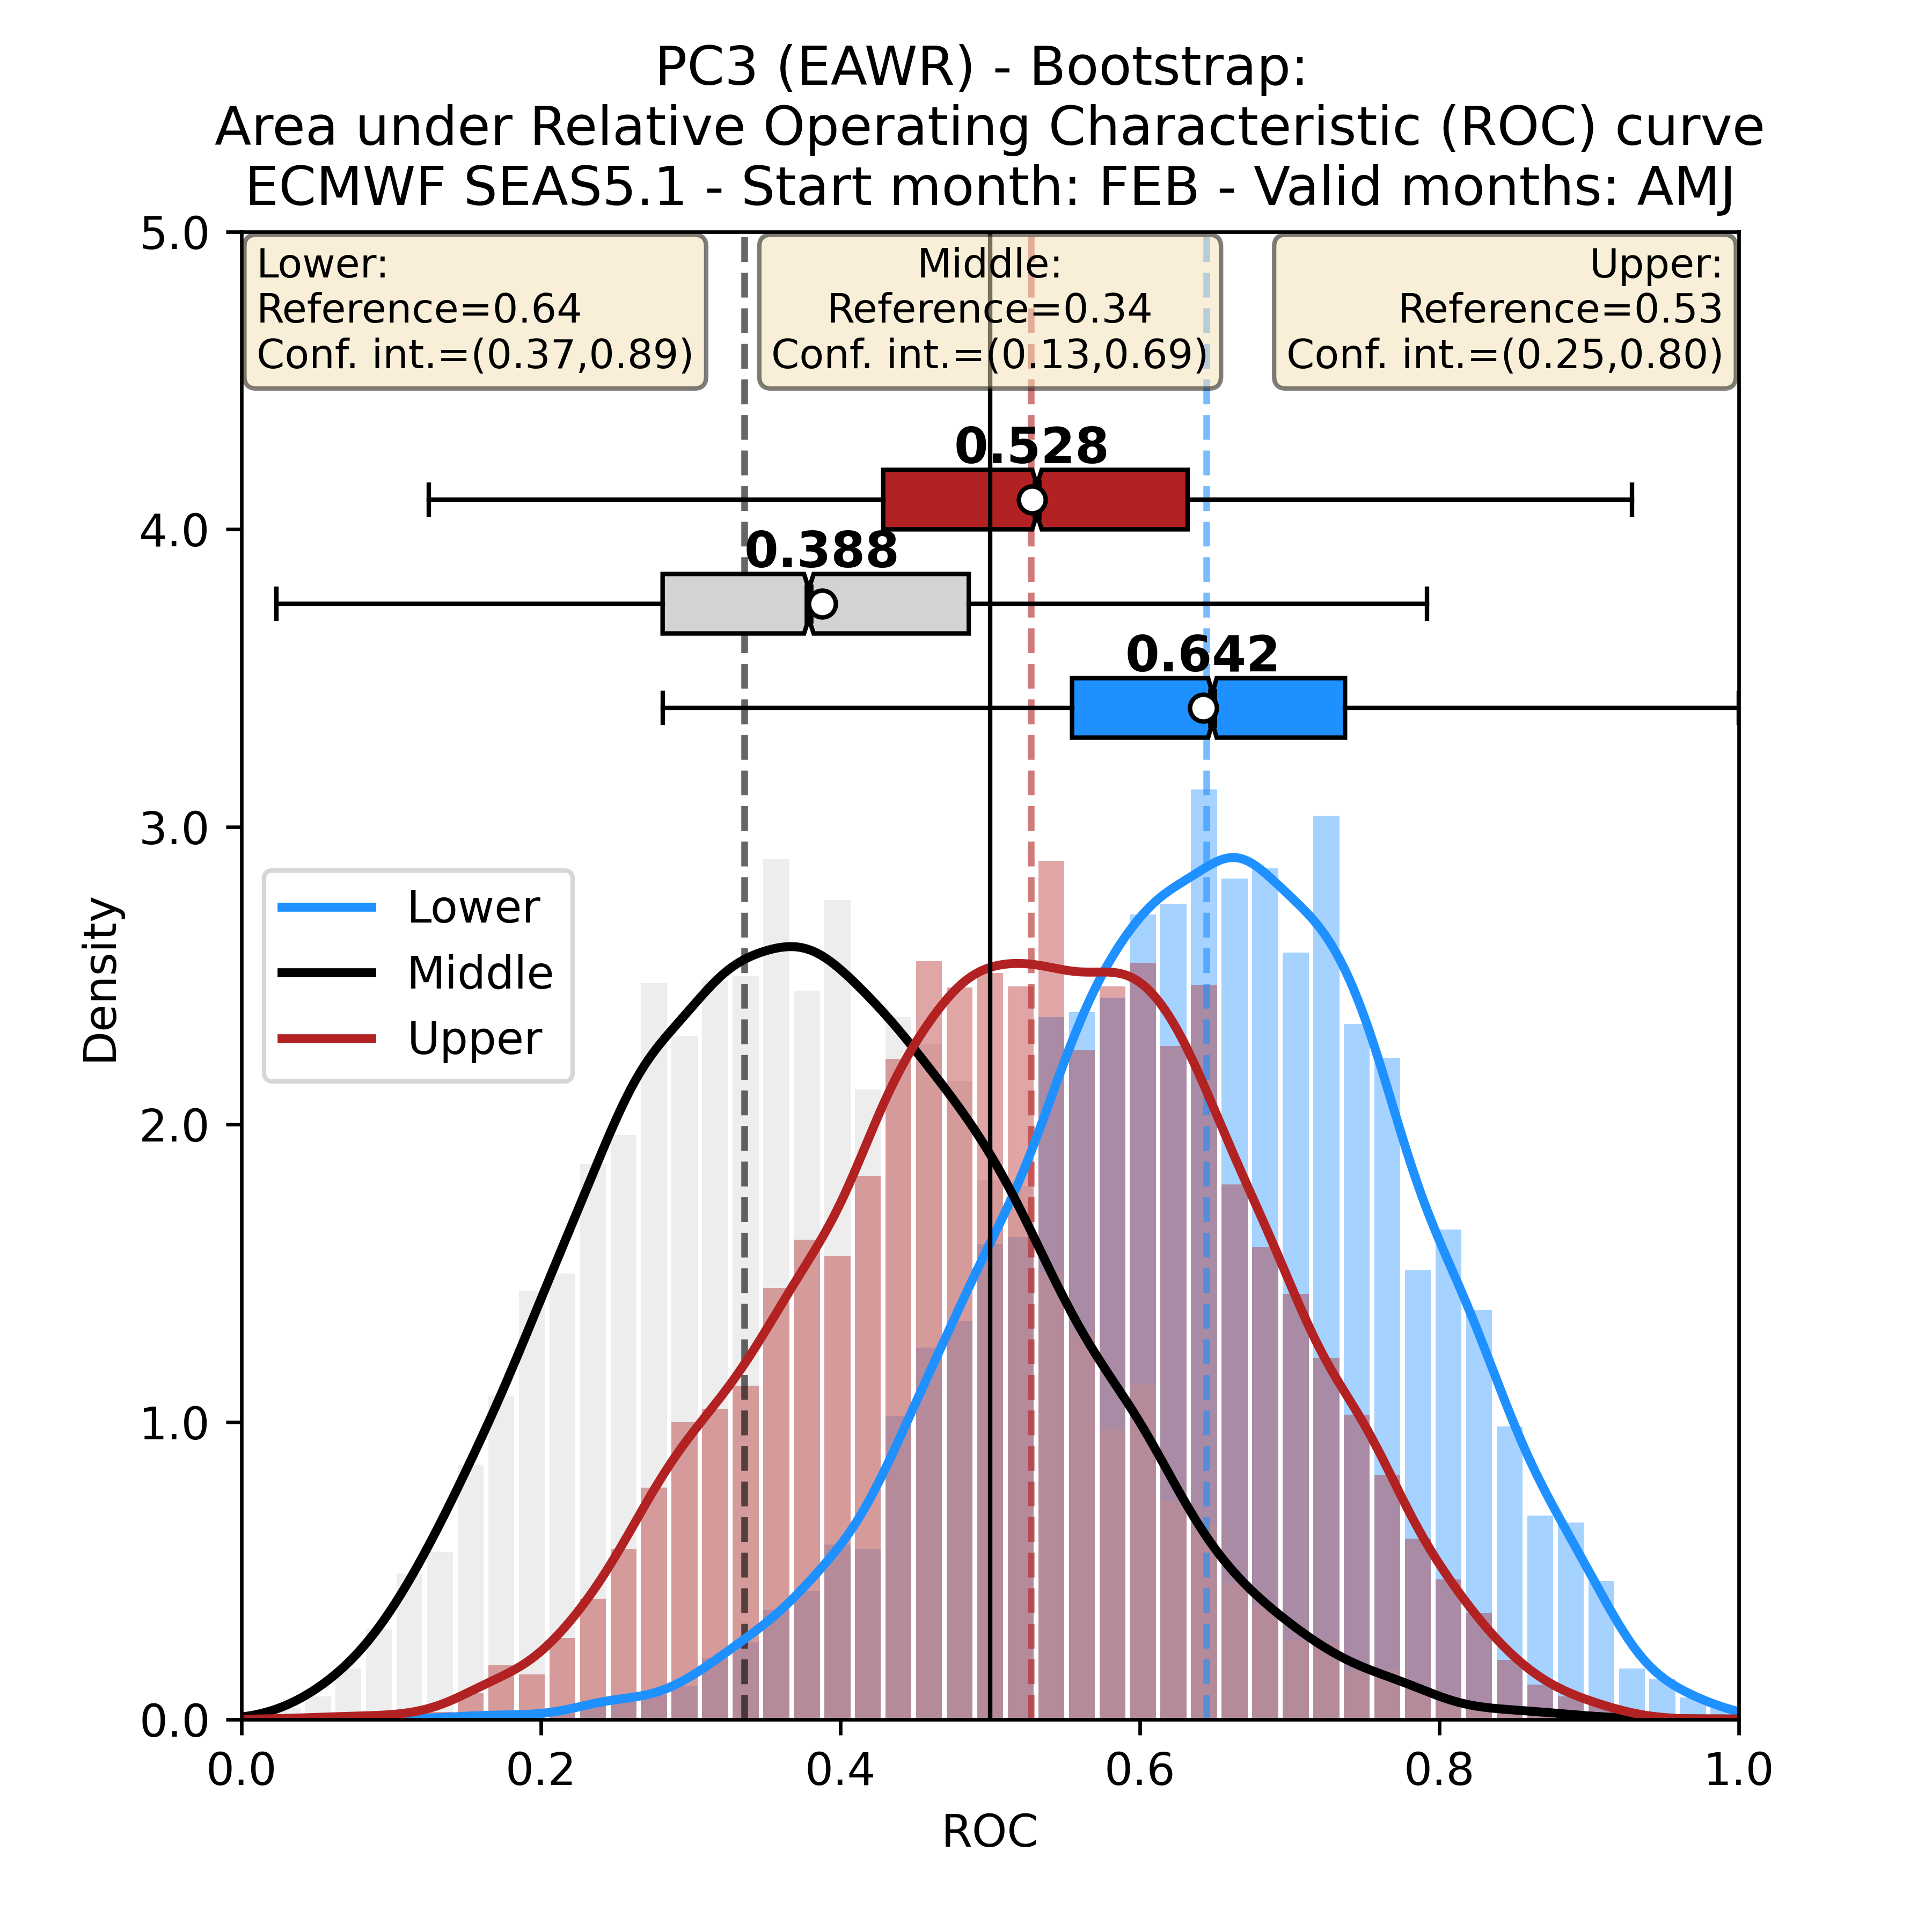 PC3 (EAWR) - Bootstrap:
Area under Relative Operating Characteristic (ROC) curve
ECMWF SEAS5.1 - Start month: FEB - Valid months: AMJ
Lower:
Reference=0.64
Conf. int.=(0.37,0.89)
Middle:
Reference=0.34
Conf. int.=(0.13,0.69)
Upper:
Reference=0.53
Conf. int.=(0.25,0.80)
0.528
0.388
0.642
Lower
Middle
Upper
Density
5.0
4.0
3.0
2.0
1.0
0.0
0.0 0.2 0.4 0.6 0.8 1.0
ROC